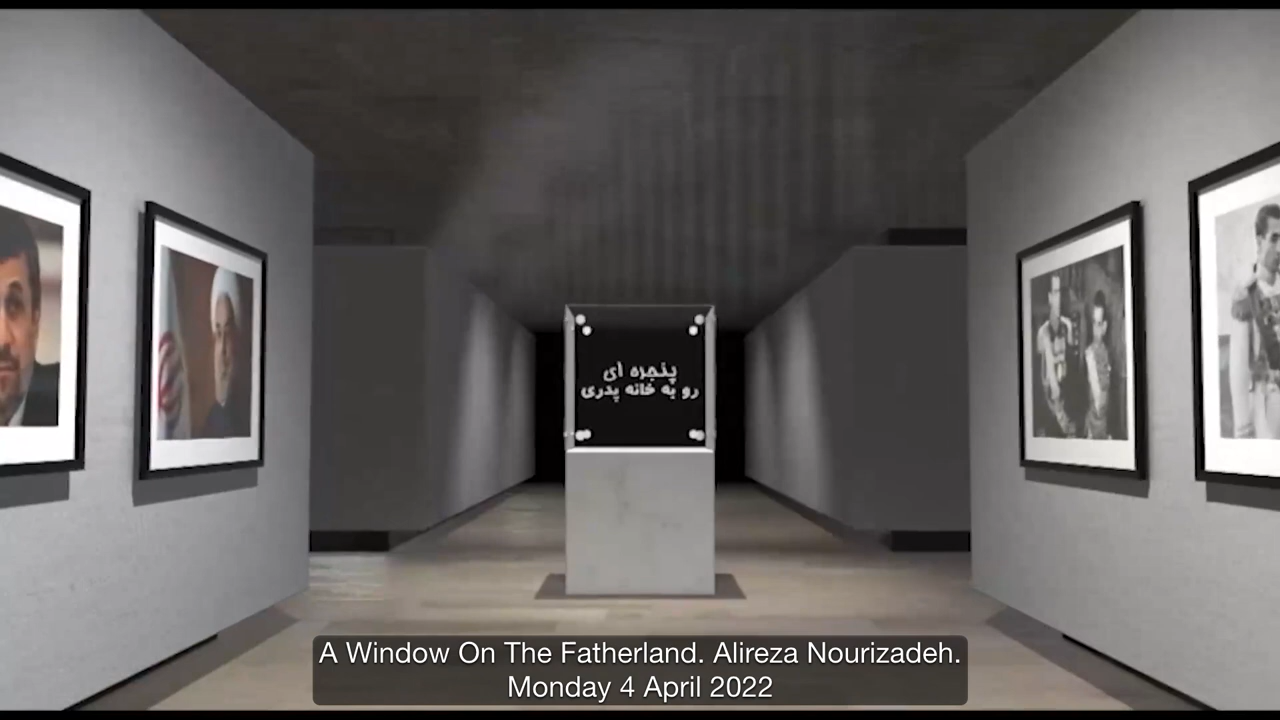 پنجره ای
رو به خانه پدری
A Window On The Fatherland. Alireza Nourizadeh.
Monday 4 April 2022